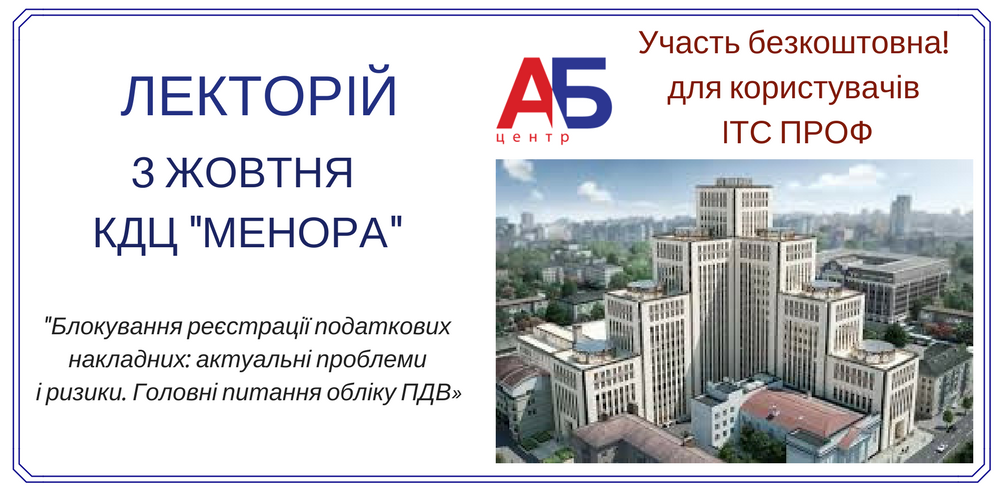 ЛЕКТОРІЙ
3 ЖОВТНЯ
КДЦ "МЕНОРА"
"Блокування реєстрації податкових
накладних: актуальні проблеми
і ризики. Головні питання обліку ПДВ»
АБ
центр
Участь безкоштовна!
для користувачів
ІТС ПРОФ